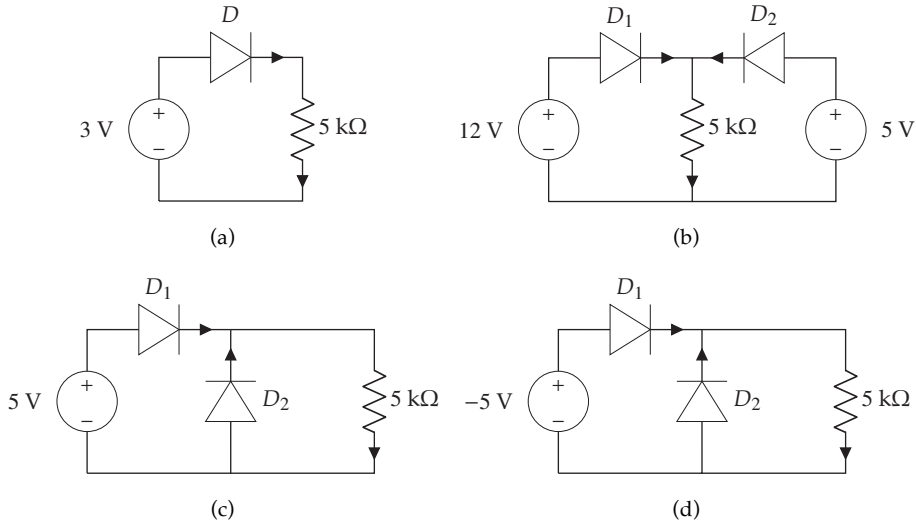 D
D₁
D₂
+
+
+
3 V
5 kΩ
12 V
5 kΩ
5 V
−
−
−
(a)
(b)
D₁
D₁
+
+
5 V
D₂
5 kΩ
−5 V
D₂
5 kΩ
−
−
(c)
(d)